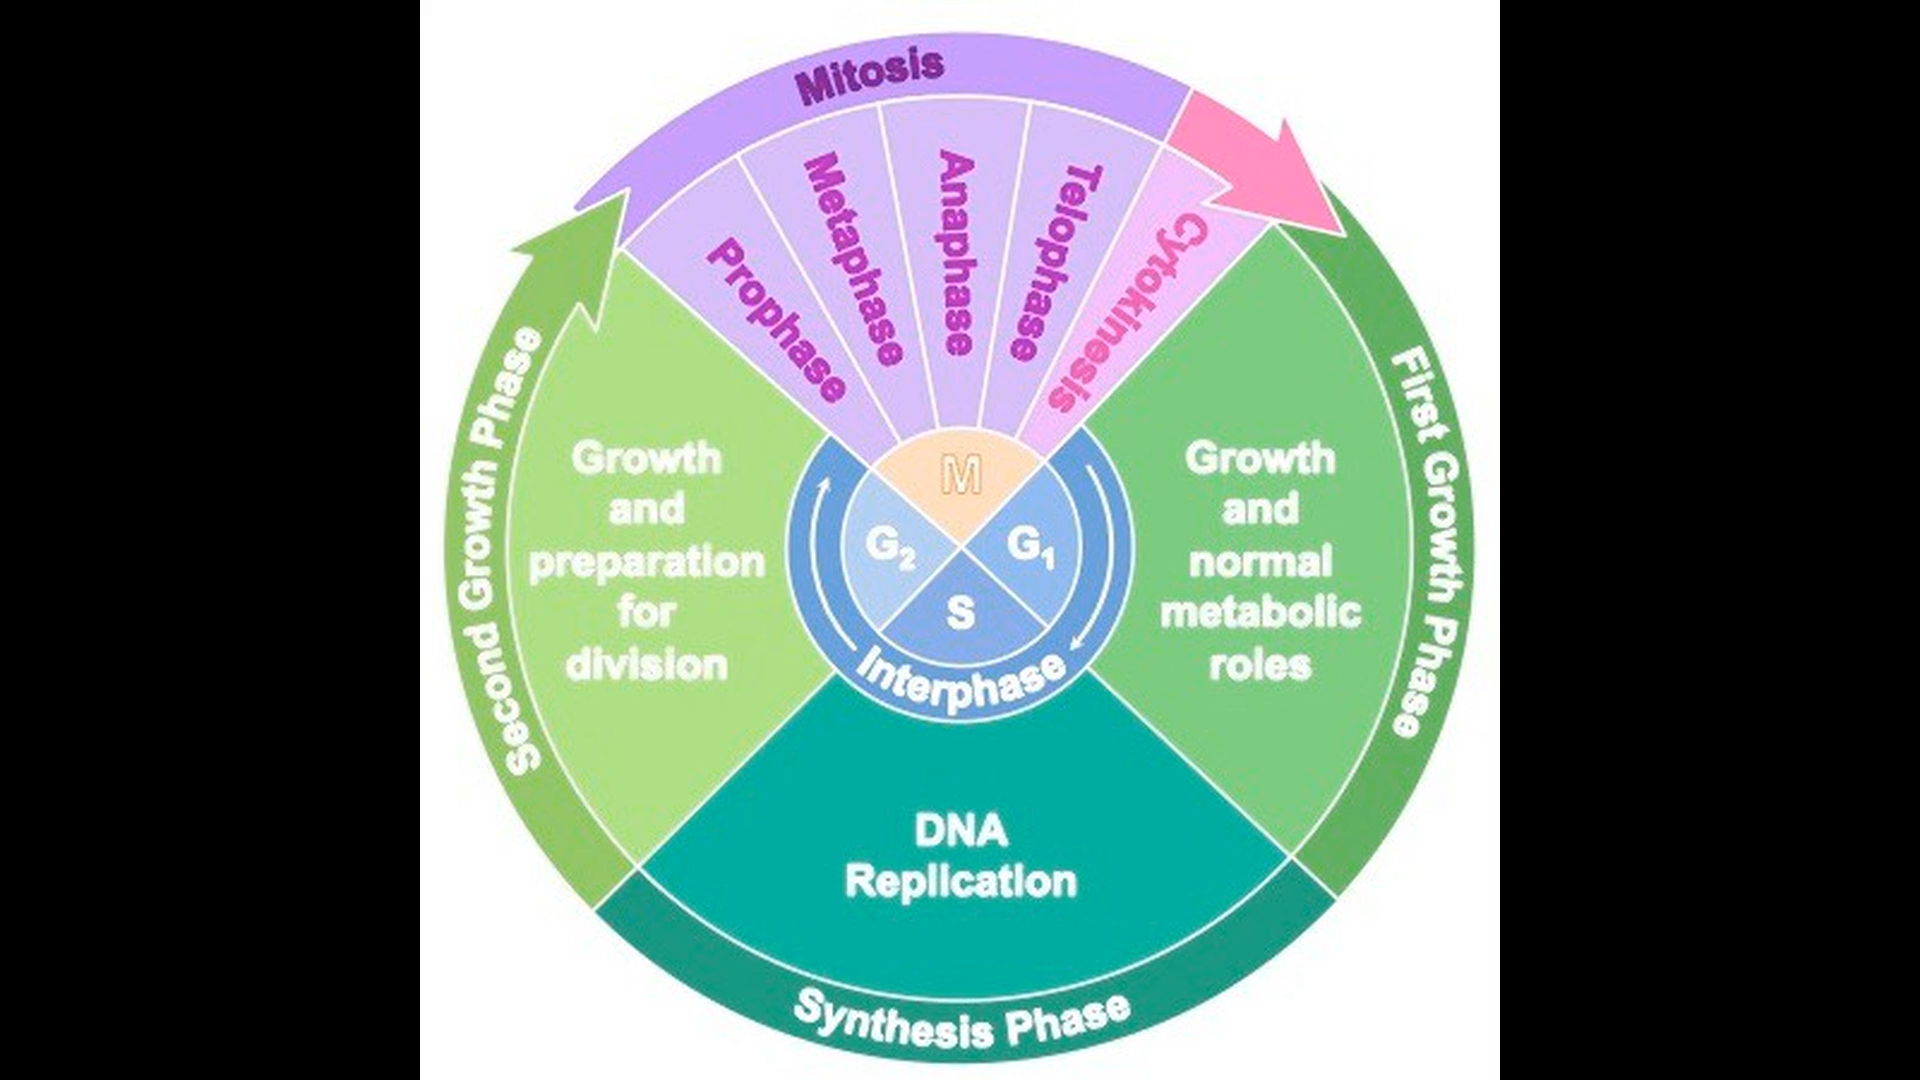 Mitosis
Prophase
Metaphase
Anaphase
Telophase
Cytokinesis
Second Growth Phase
Growth
and
preparation
for
division
M
G₂
G₁
S
Interphase
Growth
and
normal
metabolic
roles
First Growth Phase
DNA
Replication
Synthesis Phase